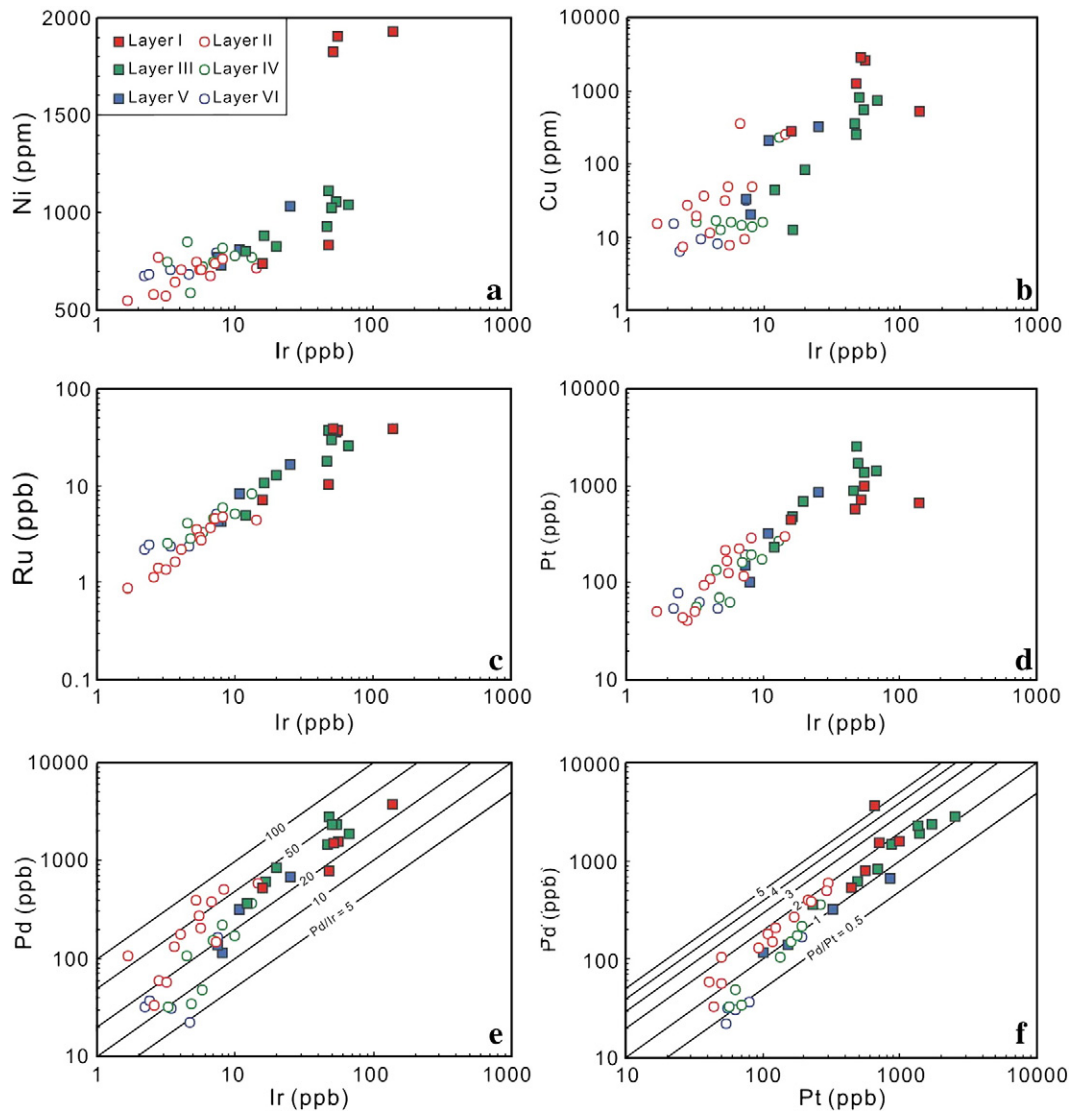 2000
1500
1000
500
Ni (ppm)
Layer I Layer II
Layer III Layer IV
Layer V Layer VI
a
1 10 100 1000
Ir (ppb)
10000
1000
100
10
1
Cu (ppm)
b
1 10 100 1000
Ir (ppb)
100
10
1
0.1
Ru (ppb)
c
1 10 100 1000
Ir (ppb)
10000
1000
100
10
Pt (ppb)
d
1 10 100 1000
Ir (ppb)
10000
1000
100
10
Pd (ppb)
100
50
20
10
Pd/Ir = 5
e
1 10 100 1000
Ir (ppb)
10000
1000
100
10
Pd (ppb)
5
4
3
2
1
Pd/Pt = 0.5
f
10 100 1000 10000
Pt (ppb)